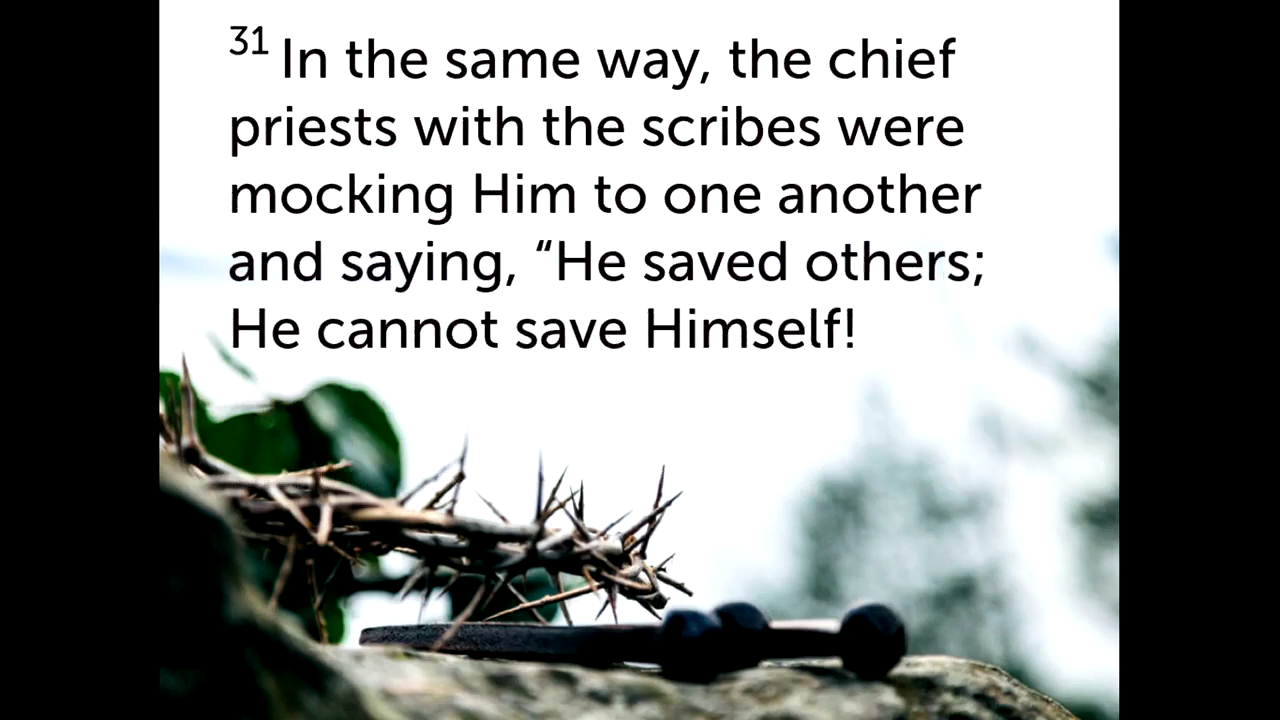 31 In the same way, the chief
priests with the scribes were
mocking Him to one another
and saying, “He saved others;
He cannot save Himself!